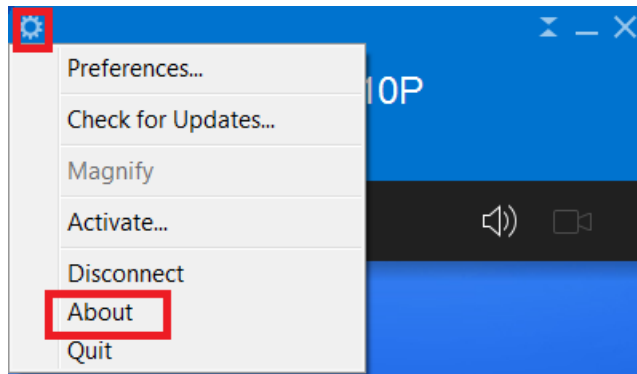 Preferences...
10P
Check for Updates...
Magnify
Activate...
Disconnect
About
Quit